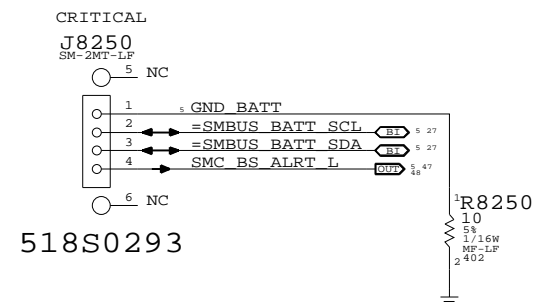 CRITICAL
J8250
SM-2MT-LF
5 NC
1 5 GND_BATT
2 =SMBUS_BATT_SCL BI 5 27
3 =SMBUS_BATT_SDA BI 5 27
4 SMC_BS_ALRT_L OUT 5 47
48
6 NC
518S0293
1 R8250
10
5%
1/16W
MF-LF
2 402